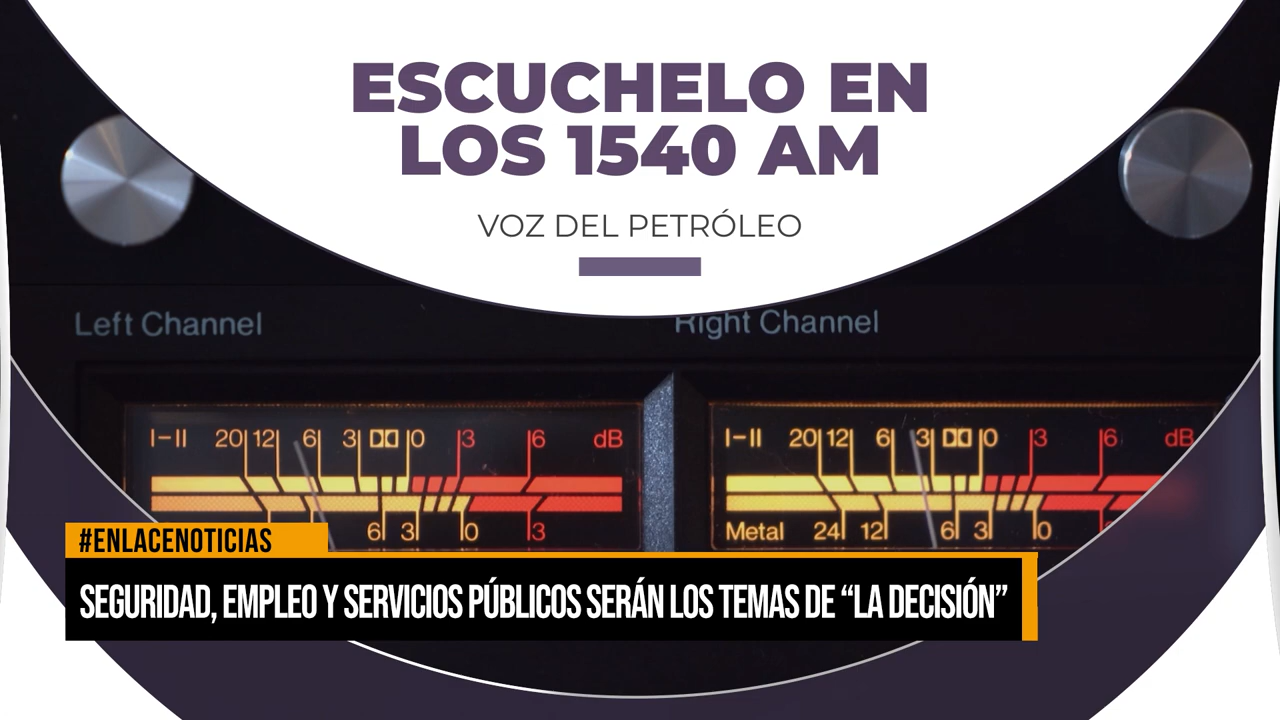 ESCUCHELO EN
LOS 1540 AM
VOZ DEL PETRÓLEO
Left Channel
Right Channel
I-II 20 12 6 3 0 3 6 dB
I-II 20 12 6 3 0 3 6 dB
6 3 0 3
Metal 24 12 6 3 0
#ENLACENOTICIAS
SEGURIDAD, EMPLEO Y SERVICIOS PÚBLICOS SERÁN LOS TEMAS DE “LA DECISIÓN”